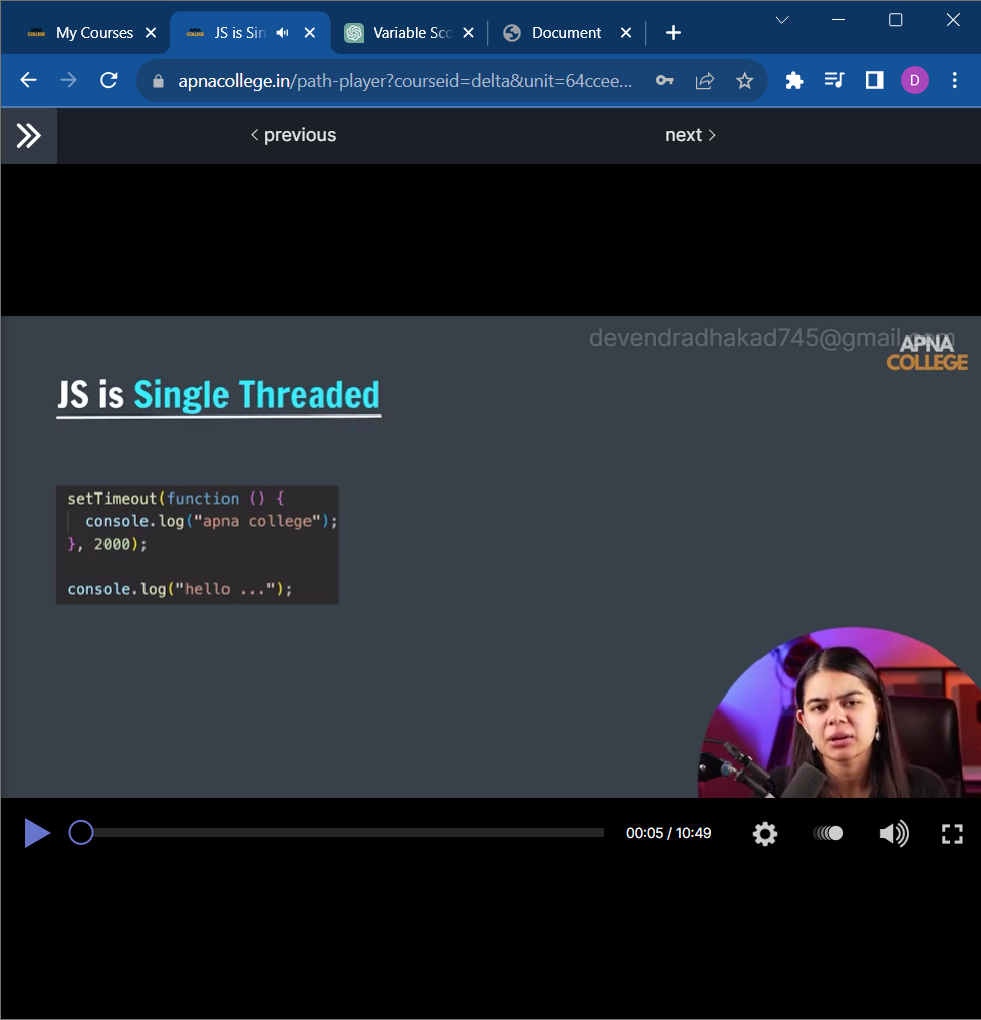 My Courses
JS is Sin
Variable Sco
Document
apnacollege.in/path-player?courseid=delta&unit=64ccee...
D
previous
next
devendradhakad745@gmail.com
APNA
COLLEGE
JS is Single Threaded
setTimeout(function () {
console.log("apna college");
}, 2000);
console.log("hello ...");
00:05 / 10:49